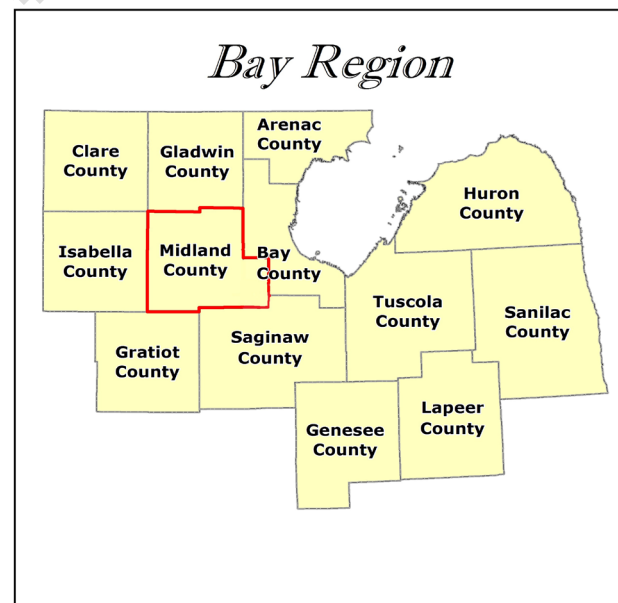 Bay Region
Arenac
County
Clare
County
Gladwin
County
Huron
County
Isabella
County
Midland
County
Bay
County
Tuscola
County
Sanilac
County
Gratiot
County
Saginaw
County
Genesee
County
Lapeer
County